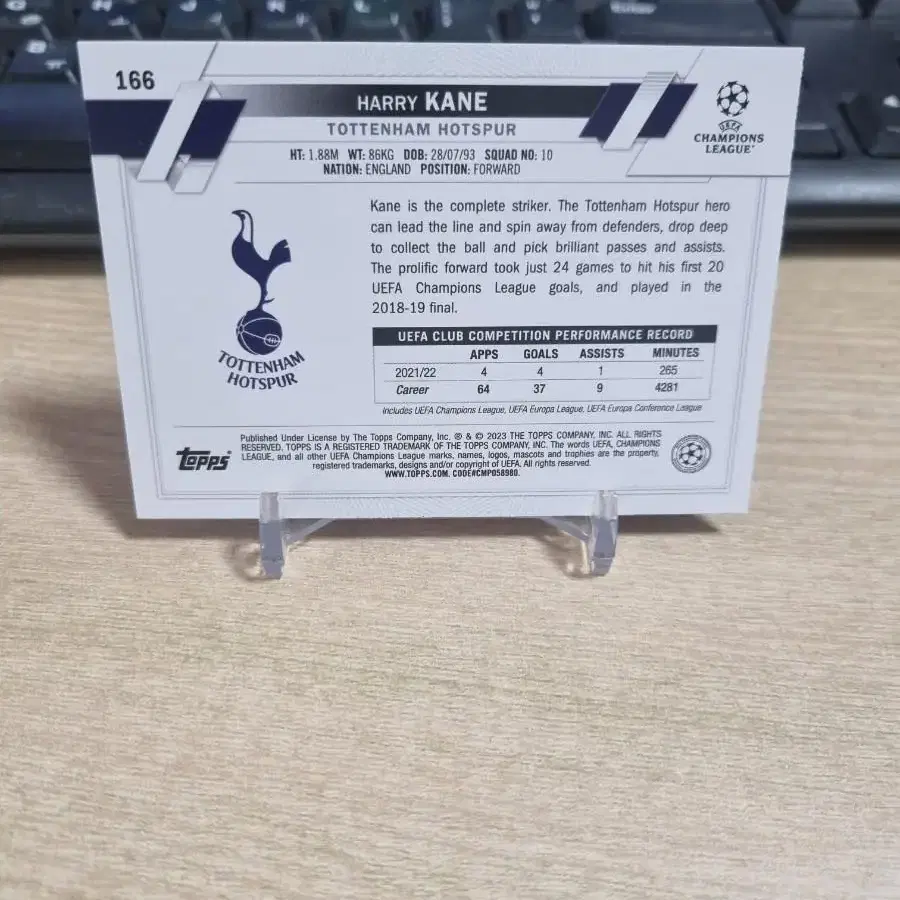 166
HARRY KANE
TOTTENHAM HOTSPUR
HT: 1.88M WT: 86KG DOB: 28/07/93 SQUAD NO: 10
NATION: ENGLAND POSITION: FORWARD
UEFA
CHAMPIONS
LEAGUE
Kane is the complete striker. The Tottenham Hotspur hero
can lead the line and spin away from defenders, drop deep
to collect the ball and pick brilliant passes and assists.
The prolific forward took just 24 games to hit his first 20
UEFA Champions League goals, and played in the
2018-19 final.
TOTTENHAM
HOTSPUR
UEFA CLUB COMPETITION PERFORMANCE RECORD
APPS GOALS ASSISTS MINUTES
2021/22 4 4 1 265
Career 64 37 9 4281
Includes UEFA Champions League, UEFA Europa League, UEFA Europa Conference League
Topps®
Published Under License by The Topps Company, Inc. ® & © 2023 THE TOPPS COMPANY, INC. ALL RIGHTS
RESERVED. TOPPS IS A REGISTERED TRADEMARK OF THE TOPPS COMPANY, INC. The words UEFA, CHAMPIONS
LEAGUE, and all other UEFA Champions League marks, names, logos, mascots and trophies are the property,
registered trademarks, designs and/or copyright of UEFA. All rights reserved.
WWW.TOPPS.COM. CODE#CMP058980.